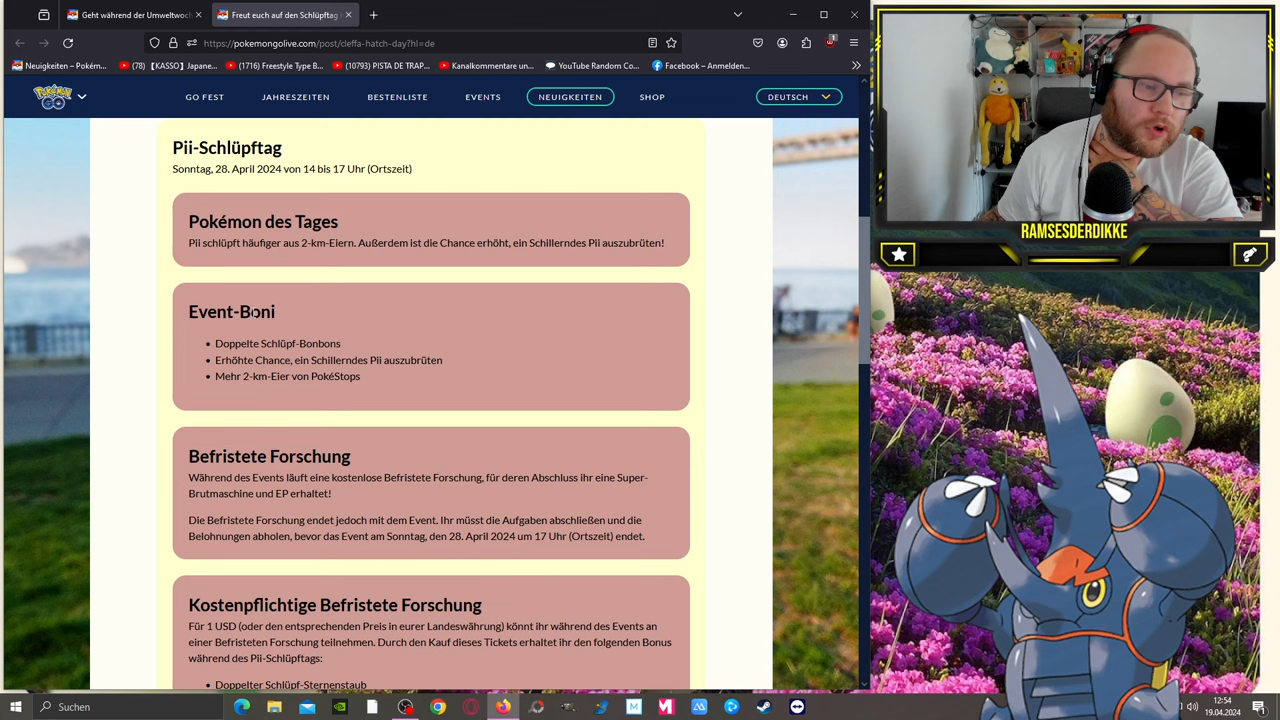 Geht während der Umweltwoch
Freut euch auf den Schlüpftag
https://pokemongolive.com/post/cleffa-hatch-day?hl=de
Neuigkeiten – Pokém...
(78) 【KASSO】Japane...
(1716) Freestyle Type B...
(10793) PISTA DE TRAP...
Kanalkommentare un...
YouTube Random Co...
Facebook – Anmelden...
POKÉMON GO
GO FEST
JAHRESZEITEN
BESTENLISTE
EVENTS
NEUIGKEITEN
SHOP
DEUTSCH
Pii-Schlüpftag
Sonntag, 28. April 2024 von 14 bis 17 Uhr (Ortszeit)
Pokémon des Tages
Pii schlüpft häufiger aus 2-km-Eiern. Außerdem ist die Chance erhöht, ein Schillerndes Pii auszubrüten!
Event-Boni
• Doppelte Schlüpf-Bonbons
• Erhöhte Chance, ein Schillerndes Pii auszubrüten
• Mehr 2-km-Eier von PokéStops
Befristete Forschung
Während des Events läuft eine kostenlose Befristete Forschung, für deren Abschluss ihr eine Super-
Brutmaschine und EP erhaltet!
Die Befristete Forschung endet jedoch mit dem Event. Ihr müsst die Aufgaben abschließen und die
Belohnungen abholen, bevor das Event am Sonntag, den 28. April 2024 um 17 Uhr (Ortszeit) endet.
Kostenpflichtige Befristete Forschung
Für 1 USD (oder den entsprechenden Preis in eurer Landeswährung) könnt ihr während des Events an
einer Befristeten Forschung teilnehmen. Durch den Kauf dieses Tickets erhaltet ihr den folgenden Bonus
während des Pii-Schlüpftags:
• Doppelter Schlüpf-Sternenstaub
RAMSESDERDIKKE
Suchen
12:54
19.04.2024